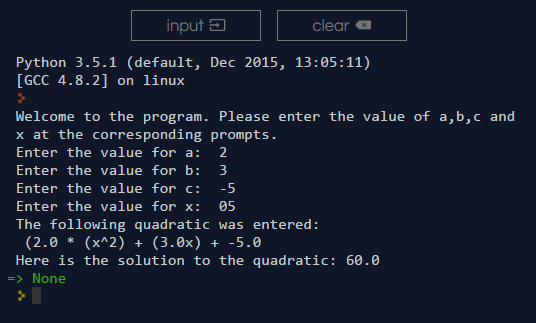 input
clear
Python 3.5.1 (default, Dec 2015, 13:05:11)
[GCC 4.8.2] on linux
Welcome to the program. Please enter the value of a,b,c and
x at the corresponding prompts.
Enter the value for a:  2
Enter the value for b:  3
Enter the value for c:  -5
Enter the value for x:  05
The following quadratic was entered:
 (2.0 * (x^2) + (3.0x) + -5.0
Here is the solution to the quadratic: 60.0
=> None